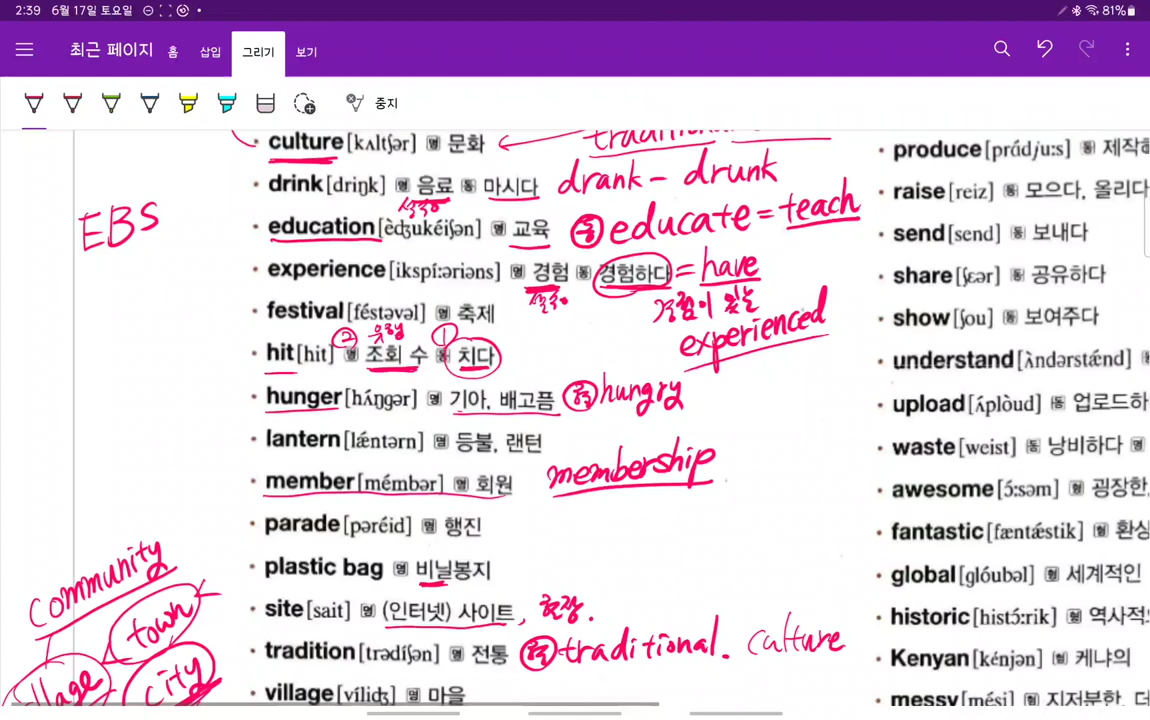 2:39 6월 17일 토요일 81%
최근 페이지 홈 삽입 그리기 보기
중지
culture[kʌltʃər] 명 문화
drink[driŋk] 명 음료 동 마시다 drank - drunk
셀수有
EBS
education[èdʒukéiʃən] 명 교육 동 educate = teach
experience[ikspíːəriəns] 명 경험 동 경험하다 = have
경험이 있는
experienced
festival[féstəvəl] 명 축제
② ①
hit[hit] 명 조회 수 동 치다
hunger[hʌ́ŋgər] 명 기아, 배고픔 형 hungry
lantern[lǽntərn] 명 등불, 랜턴
member[mémbər] 명 회원 membership
parade[pəréid] 명 행진
plastic bag 명 비닐봉지
site[sait] 명 (인터넷) 사이트, 현장.
tradition[trədíʃən] 명 전통 형 traditional. culture
village[víliʤ] 명 마을
community
town
city
produce[prədjúːs] 동 제작
raise[reiz] 동 모으다, 올리다
send[send] 동 보내다
share[ʃɛər] 동 공유하다
show[ʃou] 동 보여주다
understand[ʌ̀ndərstǽnd]
upload[ʌ́plòud] 동 업로드
waste[weist] 동 낭비하다 명
awesome[ɔ́ːsəm] 형 굉장한,
fantastic[fæntǽstik] 형 환상
global[glóubəl] 형 세계적인
historic[histɔ́ːrik] 형 역사적
Kenyan[kénjən] 형 케냐의
messy[mési] 형 지저분한, 더